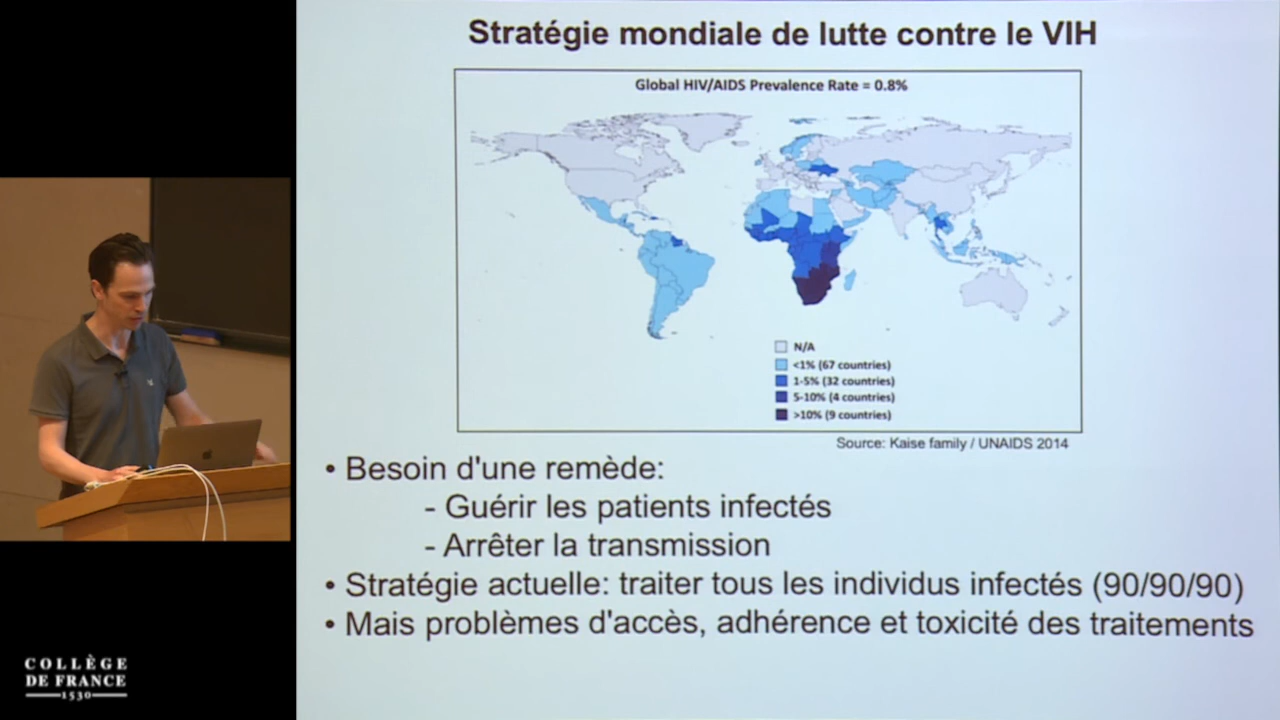 Stratégie mondiale de lutte contre le VIH
Global HIV/AIDS Prevalence Rate = 0.8%
N/A
<1% (67 countries)
1-5% (32 countries)
5-10% (4 countries)
>10% (9 countries)
Source: Kaise family / UNAIDS 2014
• Besoin d'une remède:
- Guérir les patients infectés
- Arrêter la transmission
• Stratégie actuelle: traiter tous les individus infectés (90/90/90)
• Mais problèmes d'accès, adhérence et toxicité des traitements
COLLÈGE
DE FRANCE
1530